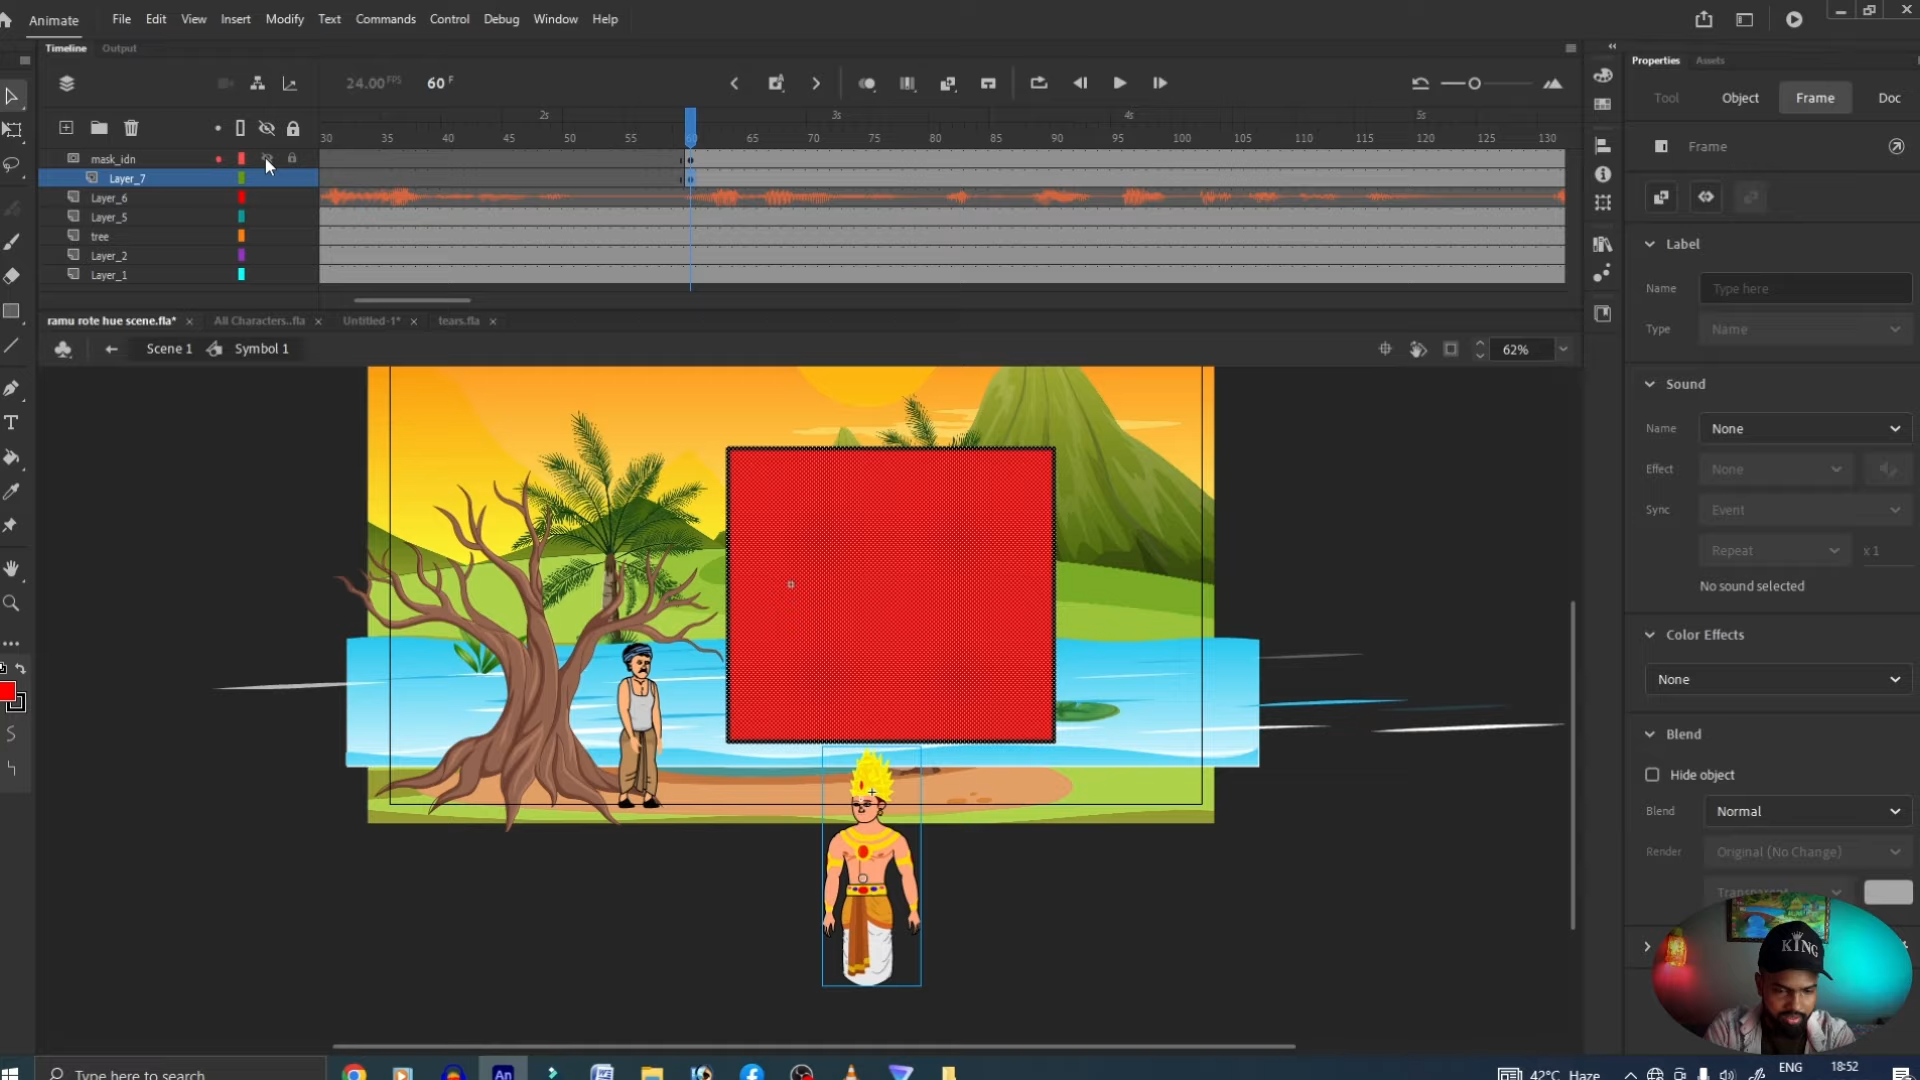 Animate
File Edit View Insert Modify Text Commands Control Debug Window Help
Timeline Output
24.00 FPS 60 F
2s 3s 4s 5s
30 35 40 45 50 55 60 65 70 75 80 85 90 95 100 105 110 115 120 125 130
mask_idn
Layer_7
Layer_6
Layer_5
tree
Layer_2
Layer_1
ramu rote hue scene.fla* All Characters..fla Untitled-1* tears.fla
Scene 1 Symbol 1
62%
Properties Assets
Tool Object Frame Doc
Frame
Label
Name Type here
Type Name
Sound
Name None
Effect None
Sync Event
Repeat x 1
No sound selected
Color Effects
None
Blend
Hide object
Blend Normal
Render Original (No Change)
Transparent
KING
Type here to search
An
42°C Haze
ENG
18:52